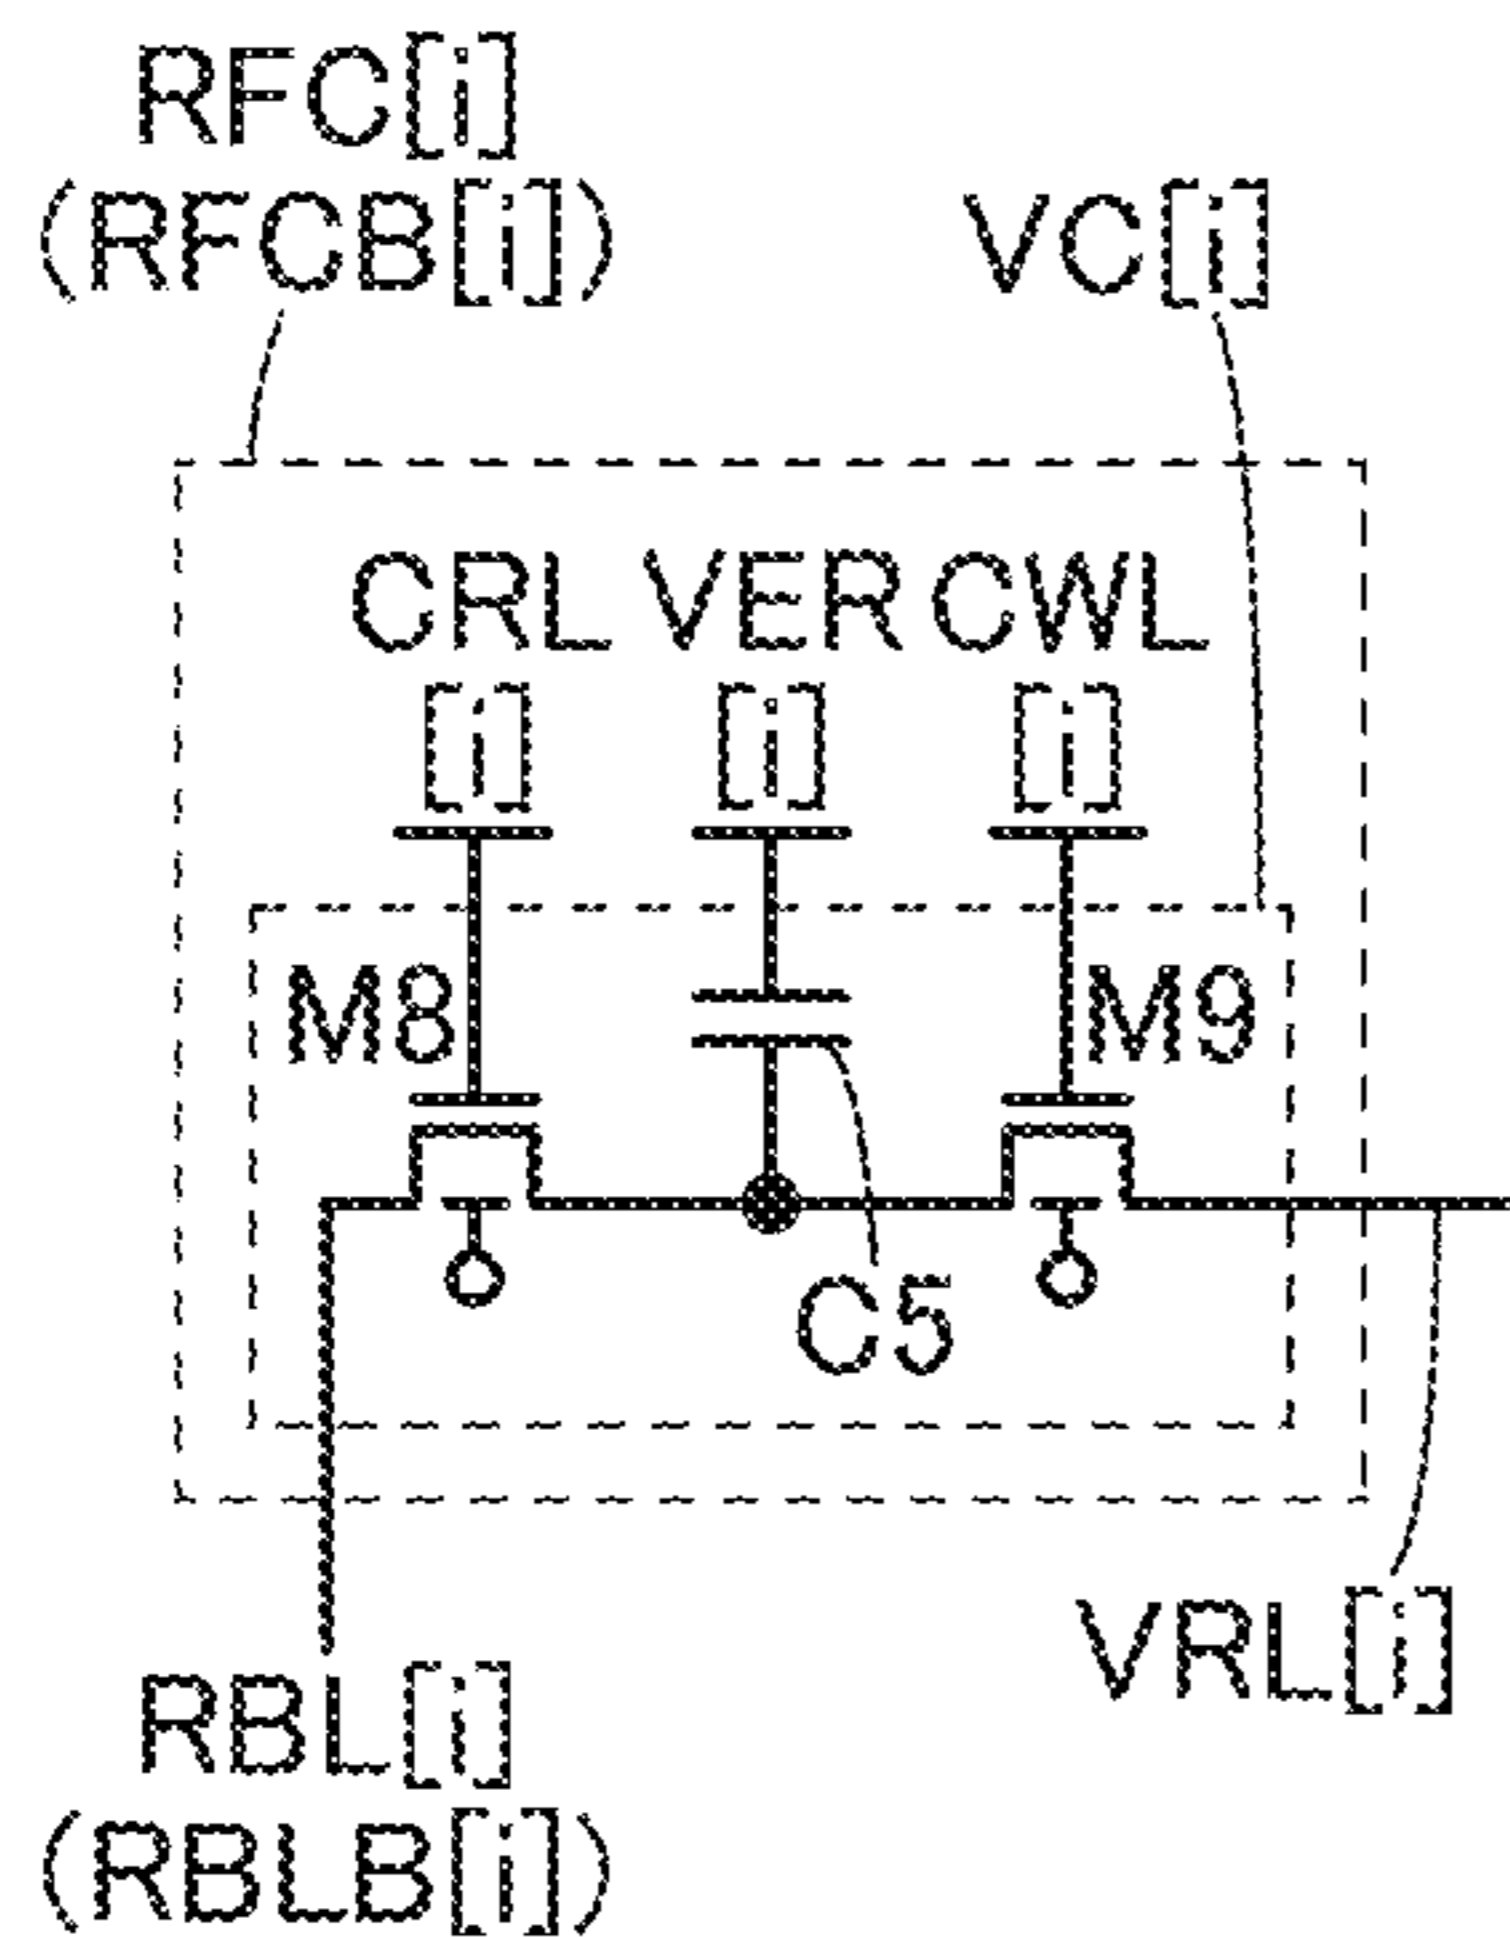 RFC[i]
(RFCB[i])
VC[i]
CRL VER CWL
[i] [i] [i]
M8
M9
C5
VRL[i]
RBL[i]
(RBLB[i])